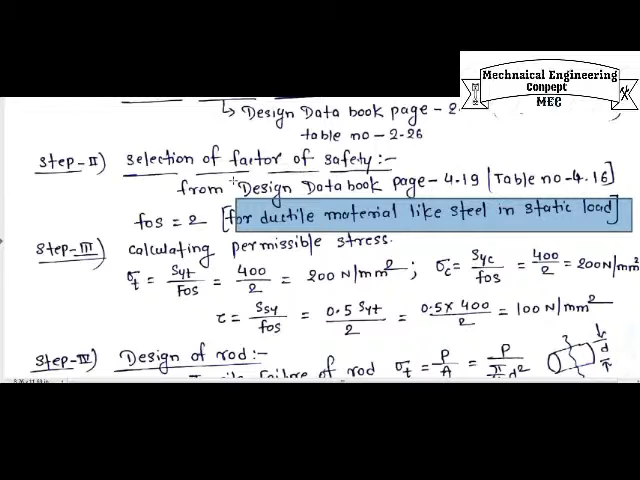 Mechnaical Engineering
Conpept
MEC
↳ Design Data book page - 2.
table no - 2.26
Step-II) selection of factor of safety:-
from Design Databook page - 4.19 | Table no - 4.16]
fos = 2 [for ductile material like steel in static load]
Step-III) calculating permissible stress.
σt = Syt/FOS = 400/2 = 200 N/mm² ; σc = Syc/fos = 400/2 = 200N/mm²
τ = Ssy/fos = 0.5 Syt/2 = 0.5 x 400/2 = 100 N/mm²
Step-IV) Design of rod:-
failure of rod σt = P/A = P/π/4 d² d